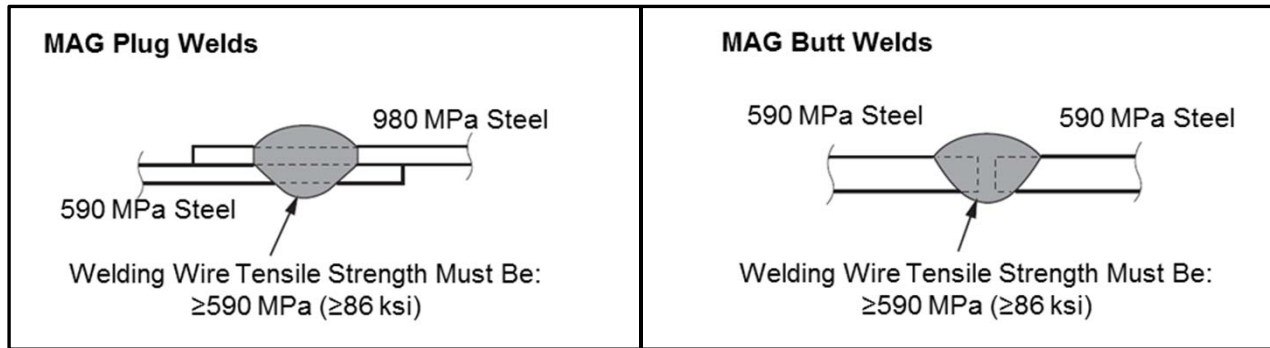 MAG Plug Welds
980 MPa Steel
590 MPa Steel
Welding Wire Tensile Strength Must Be:
≥590 MPa (≥86 ksi)
MAG Butt Welds
590 MPa Steel
590 MPa Steel
Welding Wire Tensile Strength Must Be:
≥590 MPa (≥86 ksi)